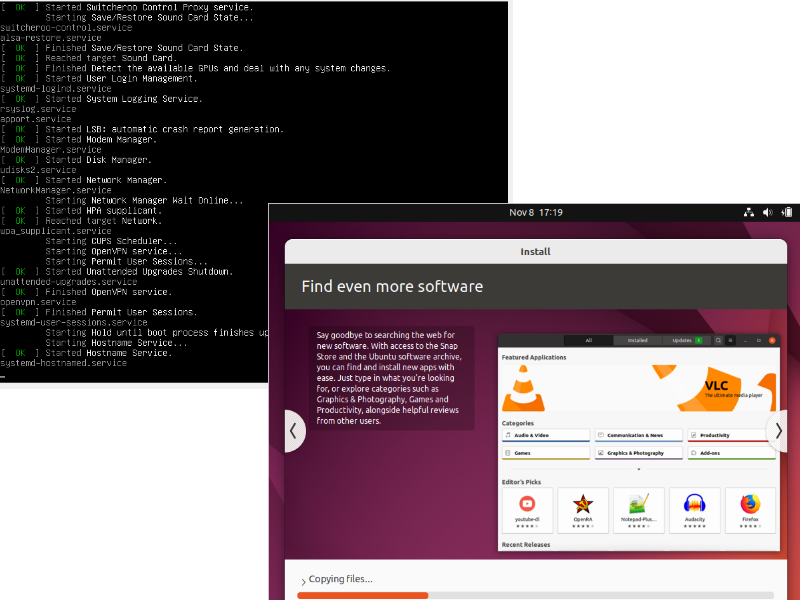 [  OK  ] Started Switcheroo Control Proxy service.
Starting Save/Restore Sound Card State...
switcheroo-control.service
alsa-restore.service
[  OK  ] Finished Save/Restore Sound Card State.
[  OK  ] Reached target Sound Card.
[  OK  ] Finished Detect the available GPUs and deal with any system changes.
[  OK  ] Started User Login Management.
systemd-logind.service
[  OK  ] Started System Logging Service.
rsyslog.service
apport.service
[  OK  ] Started LSB: automatic crash report generation.
[  OK  ] Started Modem Manager.
ModemManager.service
[  OK  ] Started Disk Manager.
udisks2.service
[  OK  ] Started Network Manager.
NetworkManager.service
Starting Network Manager Wait Online...
[  OK  ] Started WPA supplicant.
[  OK  ] Reached target Network.
wpa_supplicant.service
Starting CUPS Scheduler...
Starting OpenVPN service...
Starting Permit User Sessions...
[  OK  ] Started Unattended Upgrades Shutdown.
unattended-upgrades.service
[  OK  ] Finished OpenVPN service.
openvpn.service
[  OK  ] Finished Permit User Sessions.
systemd-user-sessions.service
Starting Hold until boot process finishes up
Starting Hostname Service...
[  OK  ] Started Hostname Service.
systemd-hostnamed.service
Nov 8 17:19
Install
Find even more software
Say goodbye to searching the web for
new software. With access to the Snap
Store and the Ubuntu software archive,
you can find and install new apps with
ease. Just type in what you're looking
for, or explore categories such as
Graphics & Photography, Games and
Productivity, alongside helpful reviews
from other users.
All Installed Updates
Featured Applications
VLC
The ultimate media player
Categories
Audio & Video Communication & News Productivity
Games Graphics & Photography Add-ons
Editor's Picks
youtube-dl OpenRA Notepad-Plus... Audacity Firefox
Recent Releases
Copying files...